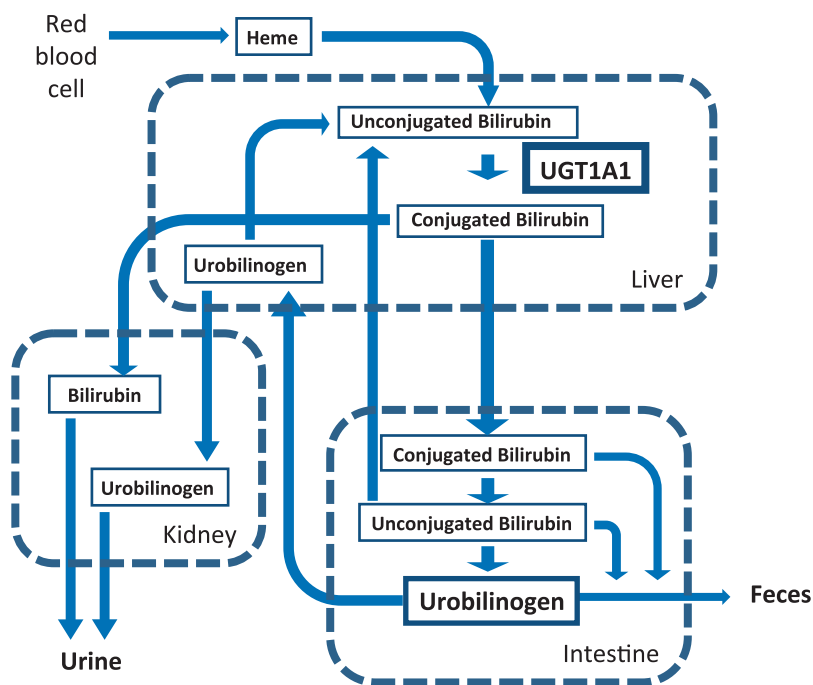 Red
blood
cell
Heme
Unconjugated Bilirubin
UGT1A1
Conjugated Bilirubin
Urobilinogen
Liver
Bilirubin
Urobilinogen
Kidney
Urine
Conjugated Bilirubin
Unconjugated Bilirubin
Urobilinogen
Feces
Intestine